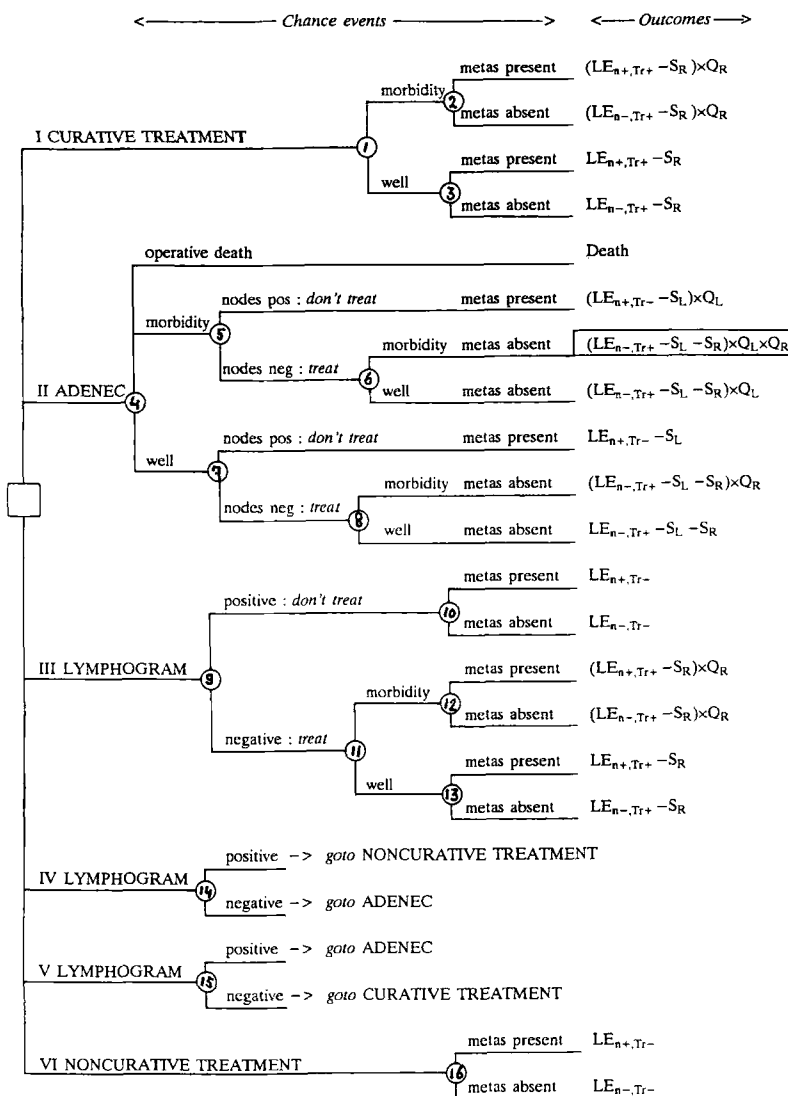 <—— Chance events ——> <—— Outcomes ——>
metas present (LEn+,Tr+ −SR)×QR
morbidity 2
metas absent (LEn−,Tr+ −SR)×QR
I CURATIVE TREATMENT 1
metas present LEn+,Tr+ −SR
well 3
metas absent LEn−,Tr+ −SR
operative death Death
nodes pos : don't treat metas present (LEn+,Tr− −SL)×QL
morbidity 5
morbidity metas absent (LEn−,Tr+ −SL −SR)×QL×QR
nodes neg : treat 6
II ADENEC 4 well metas absent (LEn−,Tr+ −SL −SR)×QL
nodes pos : don't treat metas present LEn+,Tr− −SL
well 7
morbidity metas absent (LEn−,Tr+ −SL −SR)×QR
nodes neg : treat 8
well metas absent LEn−,Tr+ −SL −SR
metas present LEn+,Tr−
positive : don't treat 10
metas absent LEn−,Tr−
III LYMPHOGRAM 9 metas present (LEn+,Tr+ −SR)×QR
morbidity 12
metas absent (LEn−,Tr+ −SR)×QR
negative : treat 11
metas present LEn+,Tr+ −SR
well 13
metas absent LEn−,Tr+ −SR
positive −> goto NONCURATIVE TREATMENT
IV LYMPHOGRAM 14
negative −> goto ADENEC
positive −> goto ADENEC
V LYMPHOGRAM 15
negative −> goto CURATIVE TREATMENT
metas present LEn+,Tr−
VI NONCURATIVE TREATMENT 16
metas absent LEn−,Tr−